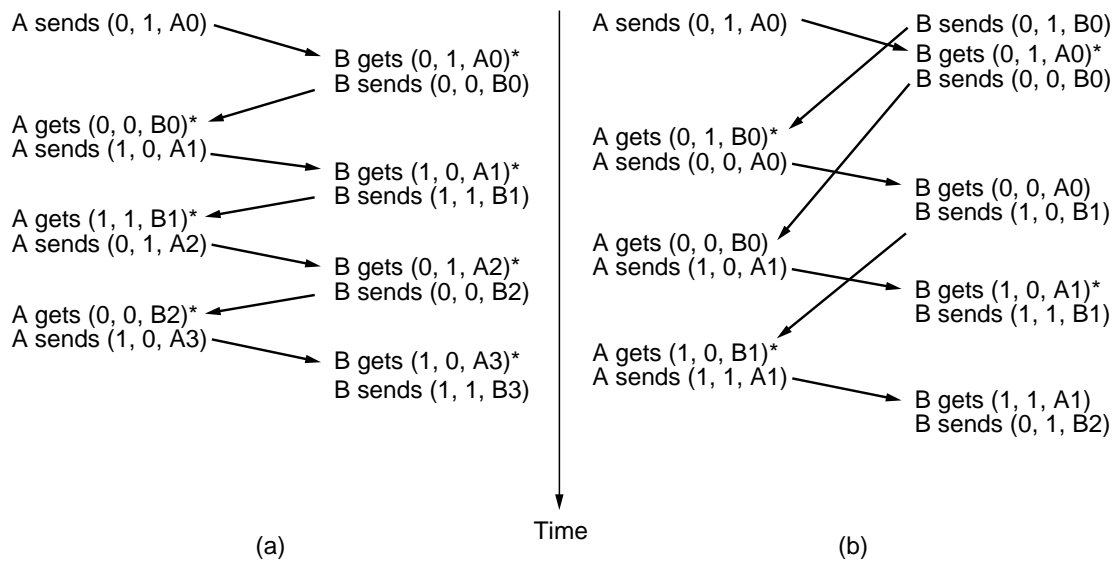 A sends (0, 1, A0)
B gets (0, 1, A0)*
B sends (0, 0, B0)
A gets (0, 0, B0)*
A sends (1, 0, A1)
B gets (1, 0, A1)*
B sends (1, 1, B1)
A gets (1, 1, B1)*
A sends (0, 1, A2)
B gets (0, 1, A2)*
B sends (0, 0, B2)
A gets (0, 0, B2)*
A sends (1, 0, A3)
B gets (1, 0, A3)*
B sends (1, 1, B3)
(a)
Time
A sends (0, 1, A0)
B sends (0, 1, B0)
B gets (0, 1, A0)*
B sends (0, 0, B0)
A gets (0, 1, B0)*
A sends (0, 0, A0)
B gets (0, 0, A0)
B sends (1, 0, B1)
A gets (0, 0, B0)
A sends (1, 0, A1)
B gets (1, 0, A1)*
B sends (1, 1, B1)
A gets (1, 0, B1)*
A sends (1, 1, A1)
B gets (1, 1, A1)
B sends (0, 1, B2)
(b)